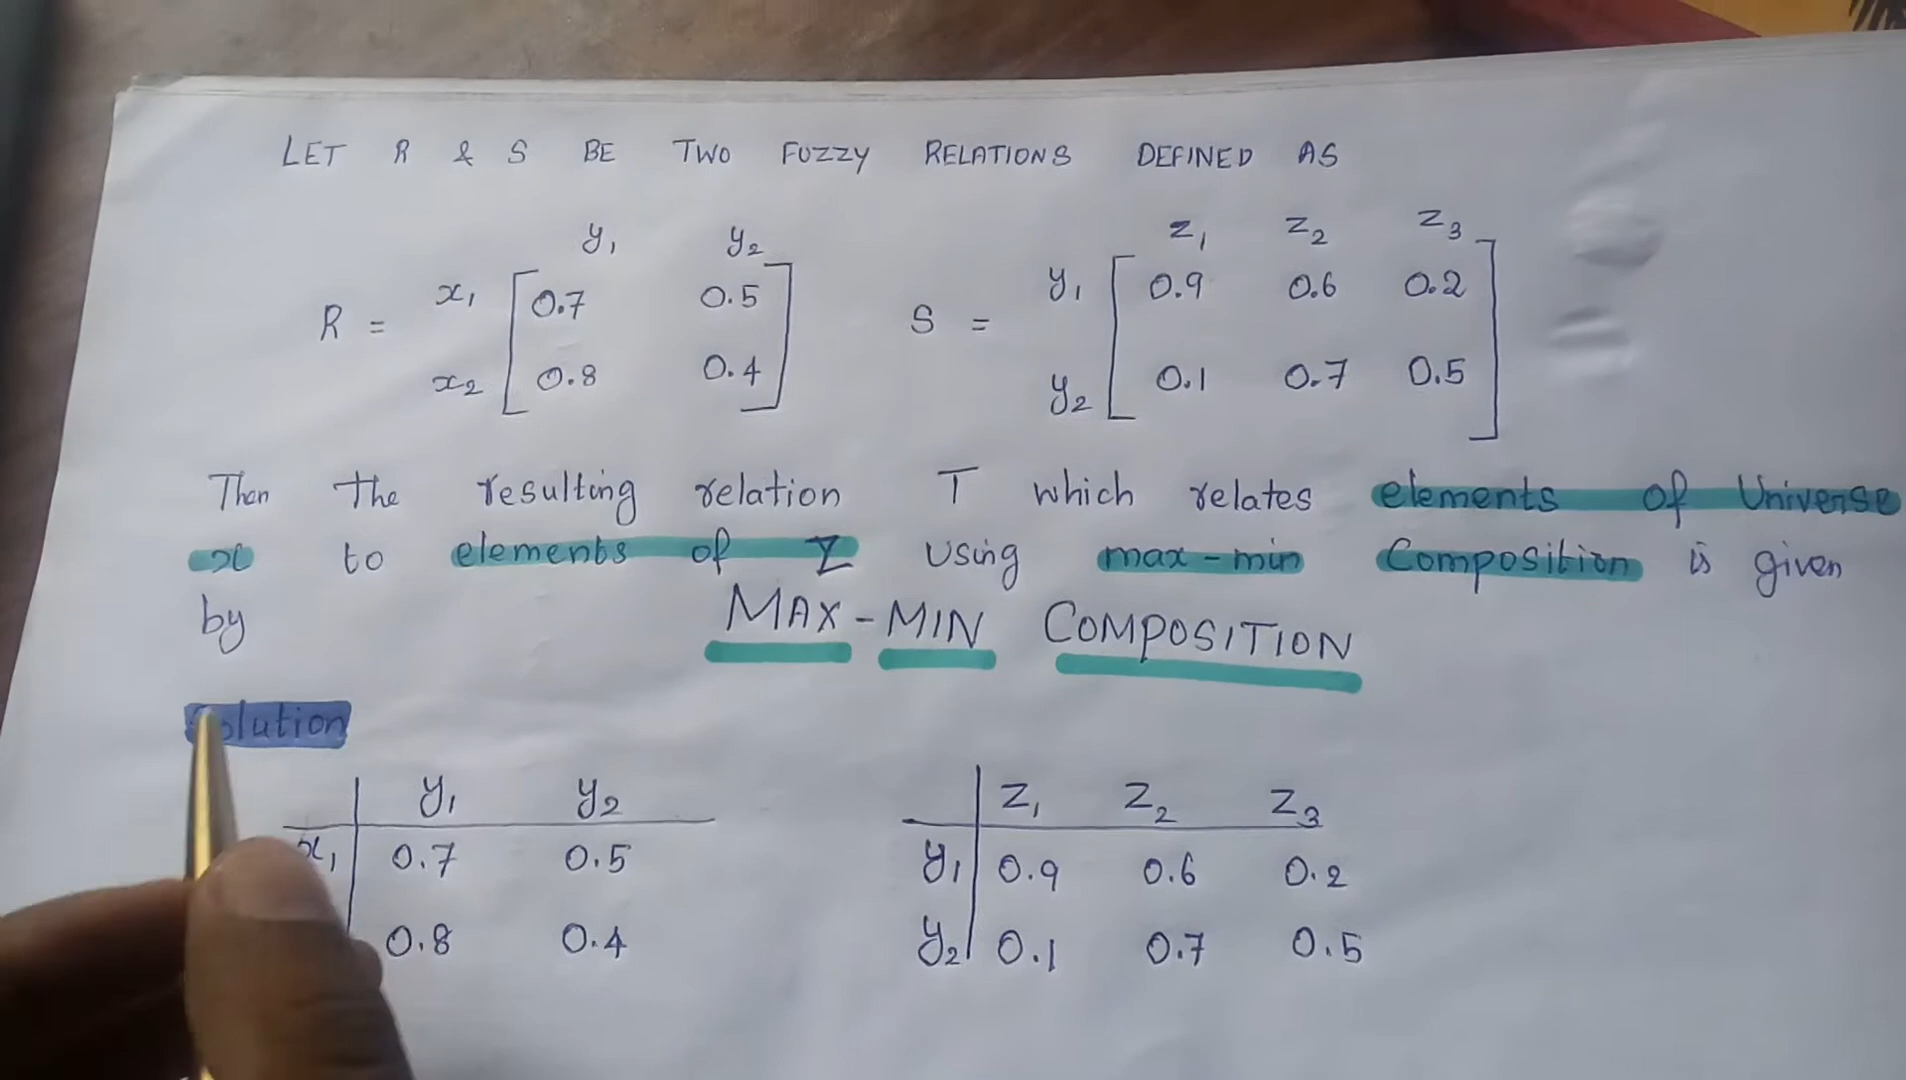 LET R & S BE TWO FUZZY RELATIONS DEFINED AS
y₁ y₂
z₁ z₂ z₃
R = x₁ [ 0.7 0.5 ]
x₂ [ 0.8 0.4 ]
S = y₁ [ 0.9 0.6 0.2 ]
y₂ [ 0.1 0.7 0.5 ]
Then the resulting relation T which relates elements of Universe
x to elements of Z using max-min Composition is given
by MAX-MIN COMPOSITION
olution
y₁ y₂
x₁ 0.7 0.5
0.8 0.4
z₁ z₂ z₃
y₁ 0.9 0.6 0.2
y₂ 0.1 0.7 0.5